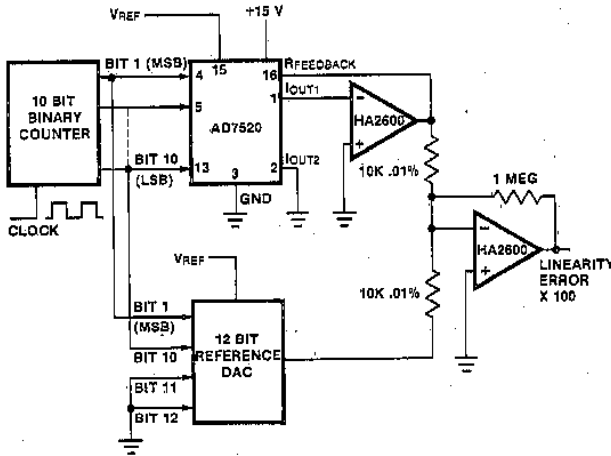 VREF
+15 V
BIT 1 (MSB)
4
15
16
RFEEDBACK
10 BIT
BINARY
COUNTER
5
AD7520
1
IOUT1
HA2600
−
+
BIT 10
(LSB)
13
3
2
IOUT2
GND
10K .01%
1 MEG
CLOCK
−
+
HA2600
LINEARITY
ERROR
X 100
VREF
10K .01%
BIT 1
(MSB)
BIT 10
BIT 11
BIT 12
12 BIT
REFERENCE
DAC